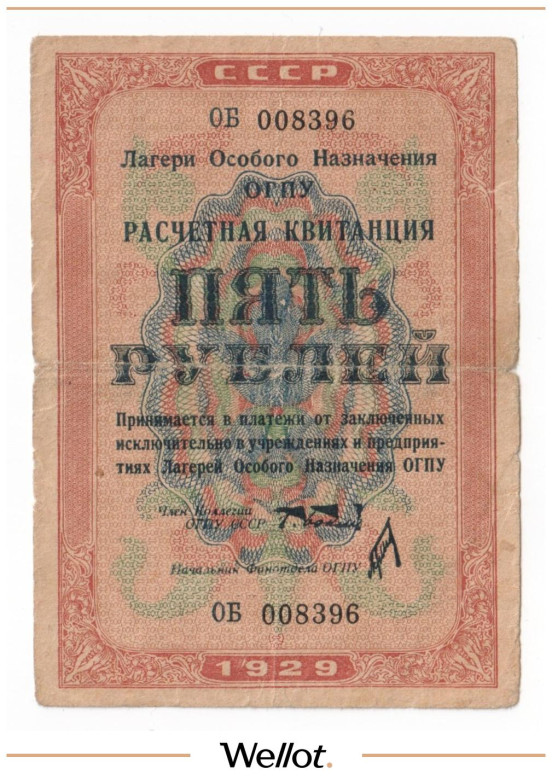 СССР
ОБ 008396
Лагери Особого Назначения
ОГПУ
РАСЧЕТНАЯ КВИТАНЦИЯ
ПЯТЬ
РУБЛЕЙ
Принимается в платежи от заключенных
исключительно в учреждениях и предприя-
тиях Лагерей Особого Назначения ОГПУ
Член Коллегии
ОГПУ СССР
Начальник Финотдела ОГПУ
ОБ 008396
1929
Wellot.